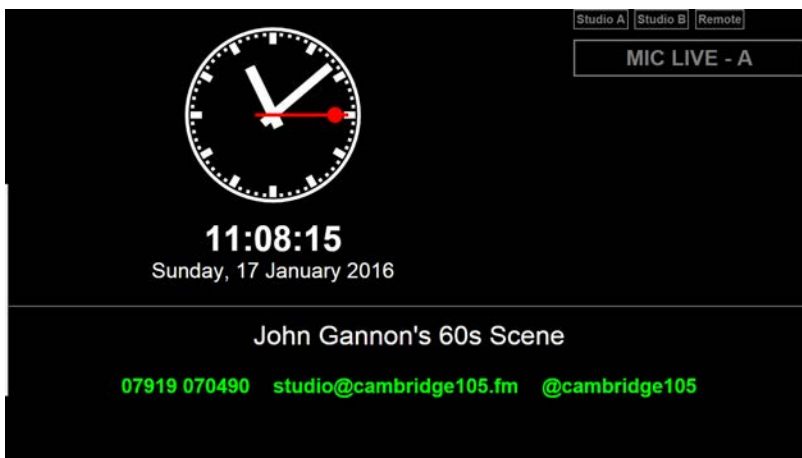 Studio A Studio B Remote
MIC LIVE - A
11:08:15
Sunday, 17 January 2016
John Gannon's 60s Scene
07919 070490 studio@cambridge105.fm @cambridge105